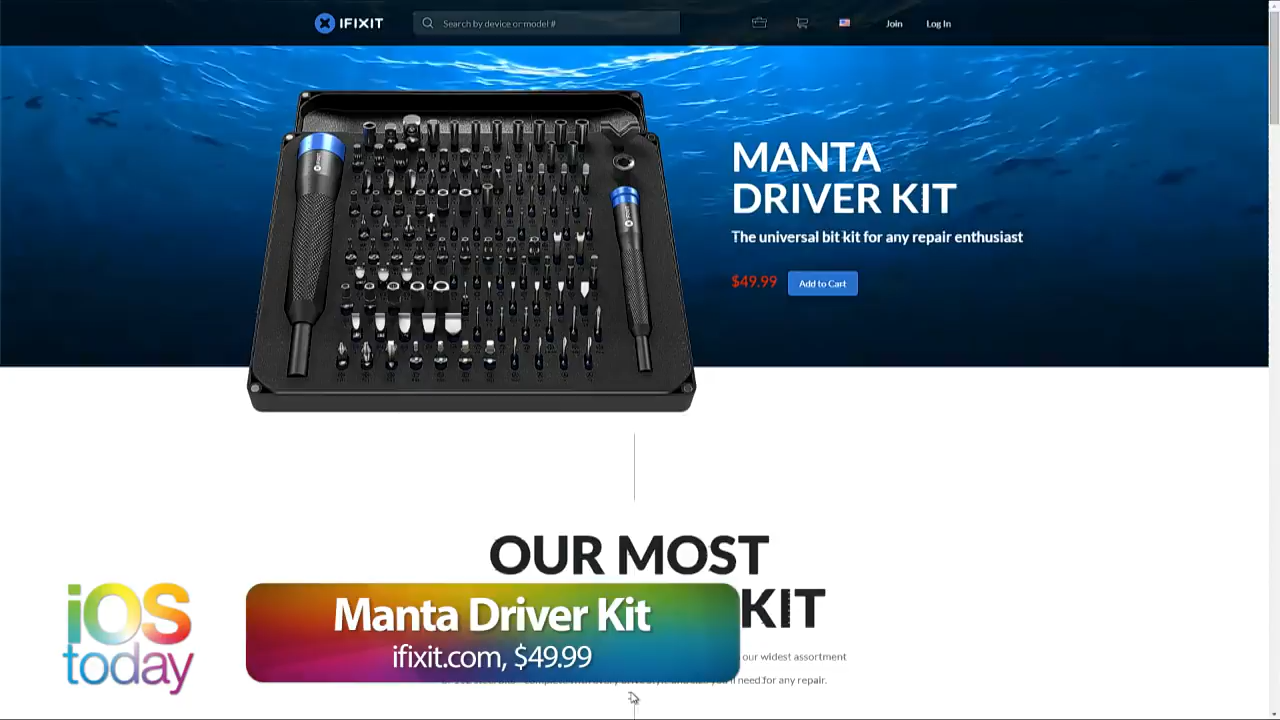 IFIXIT
Search by device or model #
Join
Log In
MANTA
DRIVER KIT
The universal bit kit for any repair enthusiast
$49.99
Add to Cart
OUR MOST
KIT
our widest assortment
need for any repair.
iOS
today
Manta Driver Kit
ifixit.com, $49.99